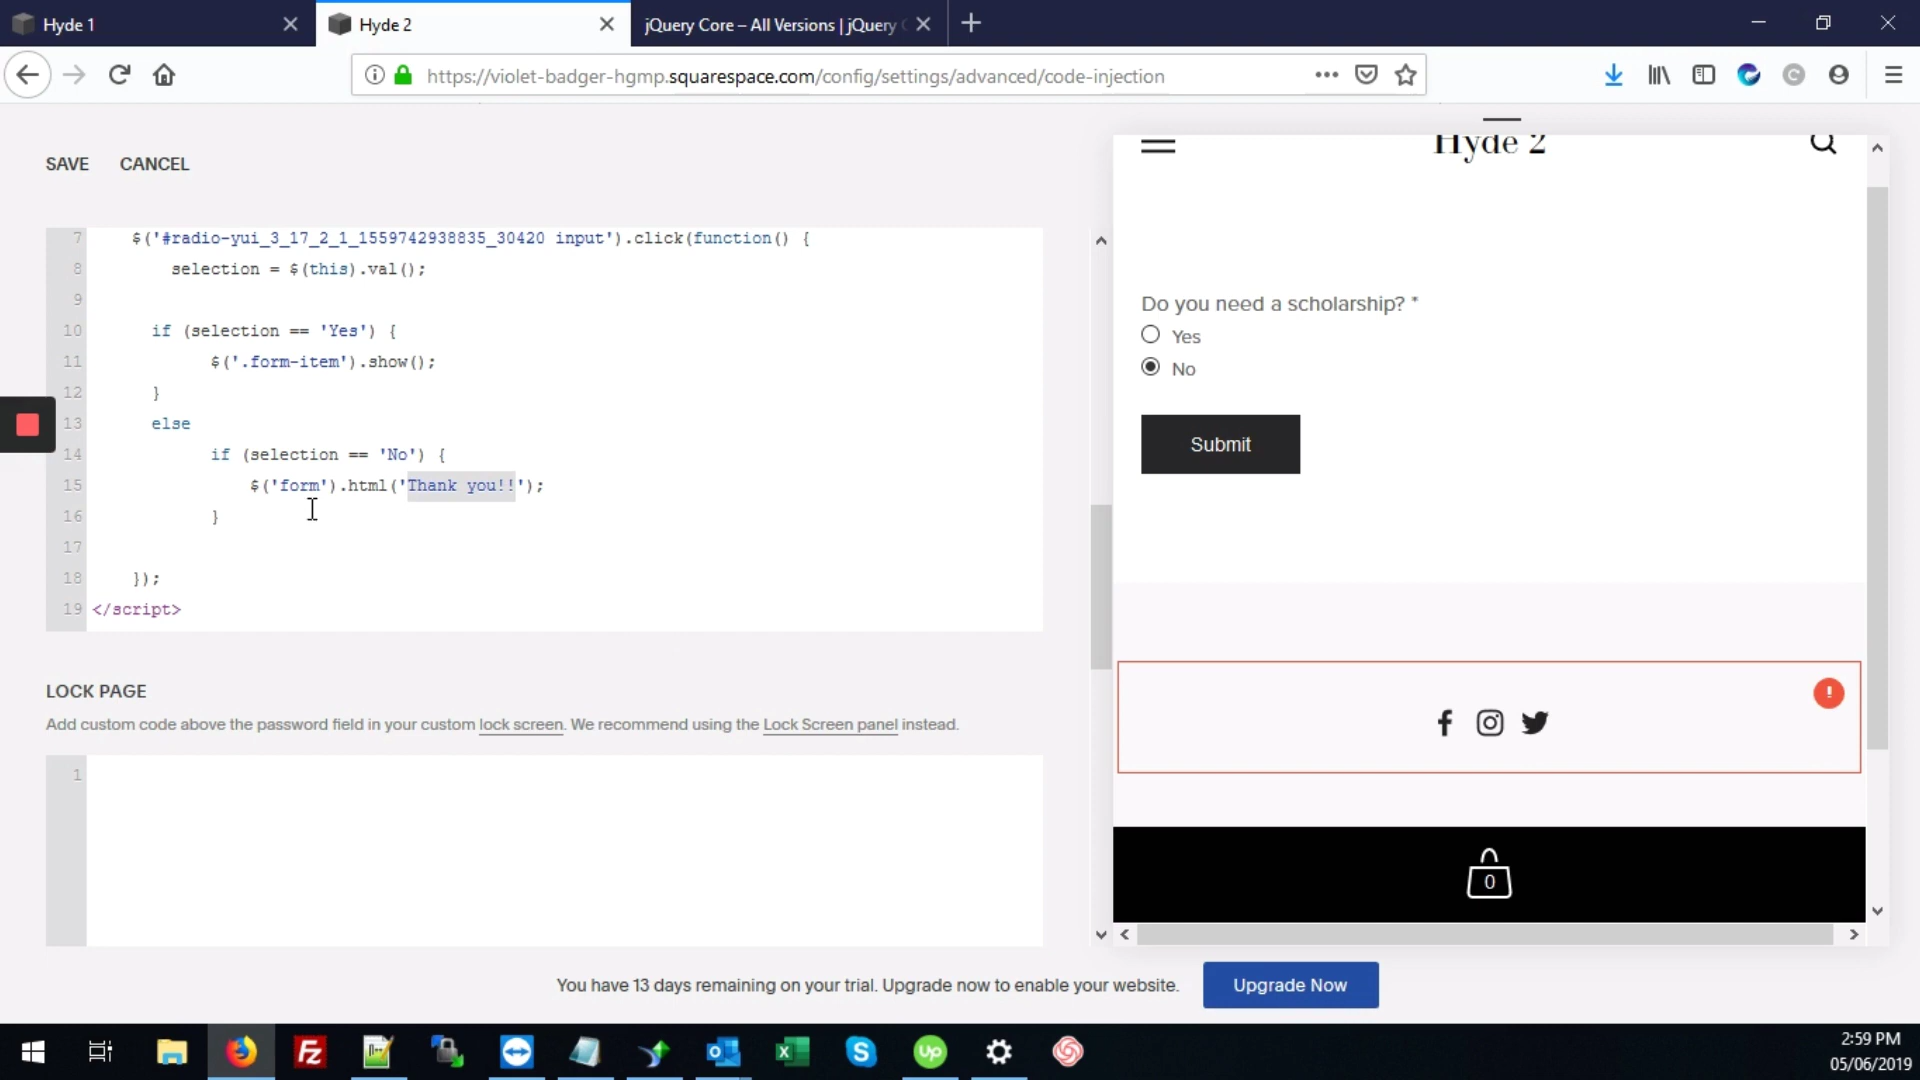 Hyde 1
Hyde 2
jQuery Core – All Versions | jQuery
https://violet-badger-hgmp.squarespace.com/config/settings/advanced/code-injection
SAVE CANCEL
7 $('#radio-yui_3_17_2_1_1559742938835_30420 input').click(function() {
8 selection = $(this).val();
9
10 if (selection == 'Yes') {
11 $('.form-item').show();
12 }
13 else
14 if (selection == 'No') {
15 $('form').html('Thank you!!');
16 }
17
18 });
19 </script>
LOCK PAGE
Add custom code above the password field in your custom lock screen. We recommend using the Lock Screen panel instead.
1
Hyde 2
Do you need a scholarship? *
Yes
No
Submit
!
0
You have 13 days remaining on your trial. Upgrade now to enable your website.
Upgrade Now
2:59 PM
05/06/2019